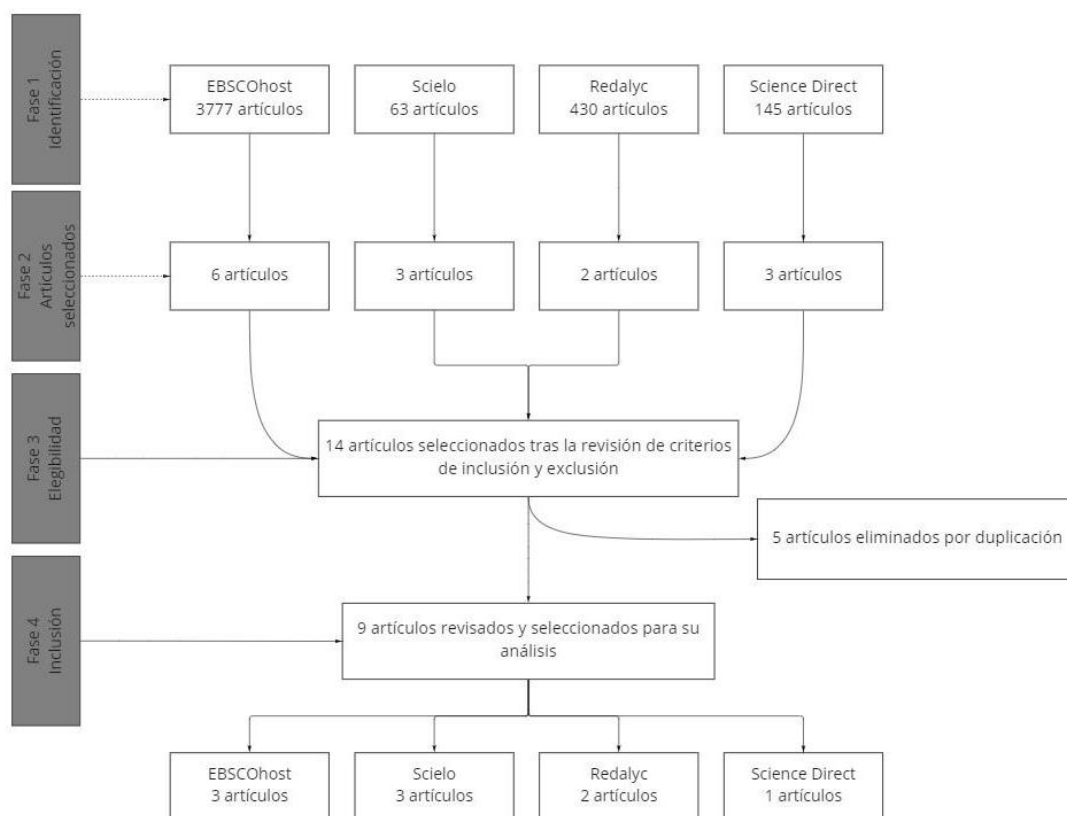 Fase 1
Identificación
EBSCOhost
3777 artículos
Scielo
63 artículos
Redalyc
430 artículos
Science Direct
145 artículos
Fase 2
Artículos
seleccionados
6 artículos
3 artículos
2 artículos
3 artículos
Fase 3
Elegibilidad
14 artículos seleccionados tras la revisión de criterios
de inclusión y exclusión
5 artículos eliminados por duplicación
Fase 4
Inclusión
9 artículos revisados y seleccionados para su
análisis
EBSCOhost
3 artículos
Scielo
3 artículos
Redalyc
2 artículos
Science Direct
1 artículos